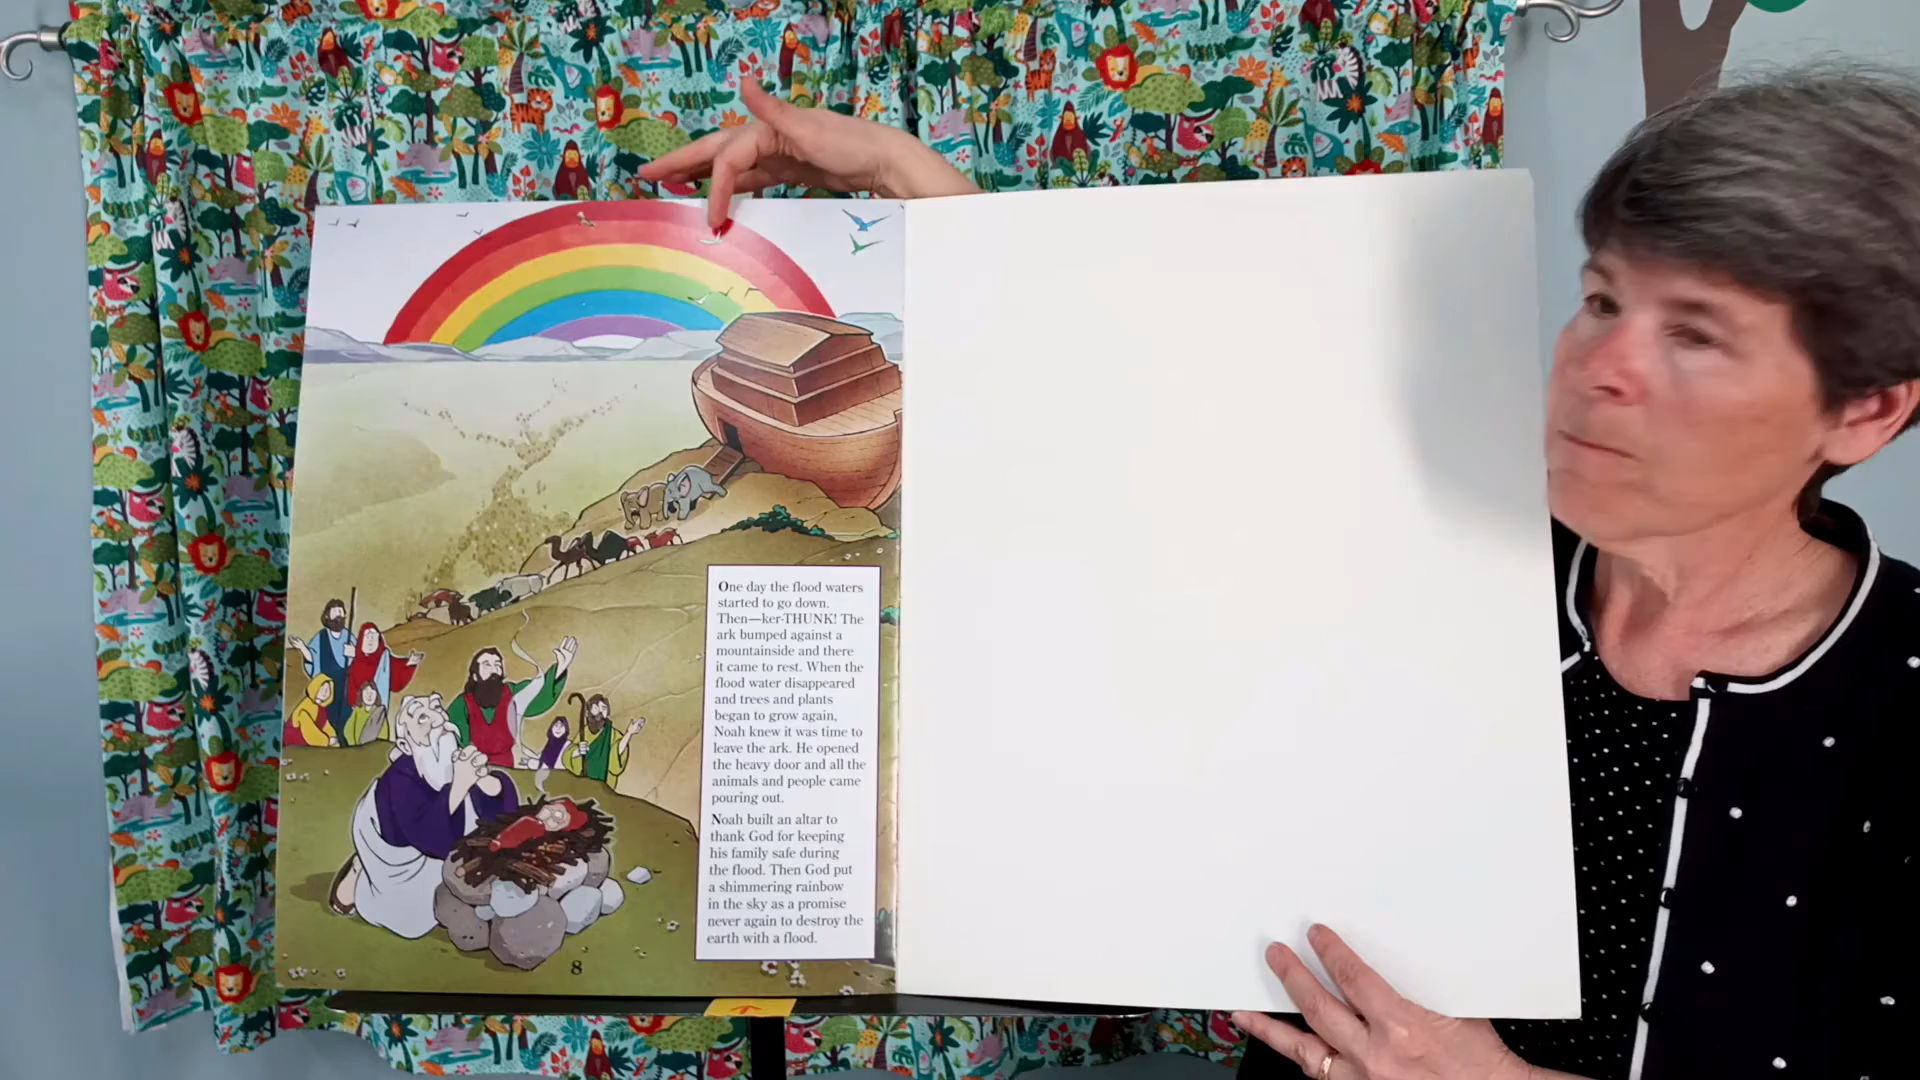 One day the flood waters
started to go down.
Then—ker-THUNK! The
ark bumped against a
mountainside and there
it came to rest. When the
flood water disappeared
and trees and plants
began to grow again,
Noah knew it was time to
leave the ark. He opened
the heavy door and all the
animals and people came
pouring out.
Noah built an altar to
thank God for keeping
his family safe during
the flood. Then God put
a shimmering rainbow
in the sky as a promise
never again to destroy the
earth with a flood.
8